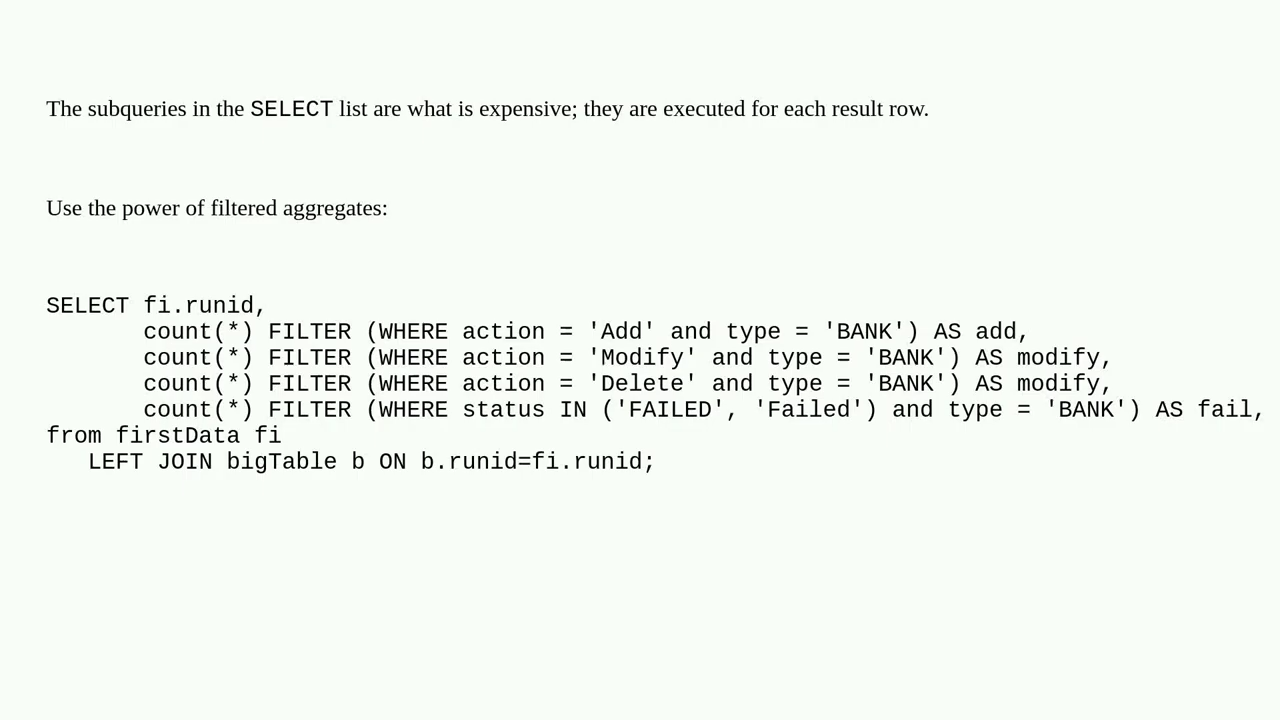 The subqueries in the SELECT list are what is expensive; they are executed for each result row.
Use the power of filtered aggregates:
SELECT fi.runid,
       count(*) FILTER (WHERE action = 'Add' and type = 'BANK') AS add,
       count(*) FILTER (WHERE action = 'Modify' and type = 'BANK') AS modify,
       count(*) FILTER (WHERE action = 'Delete' and type = 'BANK') AS modify,
       count(*) FILTER (WHERE status IN ('FAILED', 'Failed') and type = 'BANK') AS fail,
from firstData fi
   LEFT JOIN bigTable b ON b.runid=fi.runid;